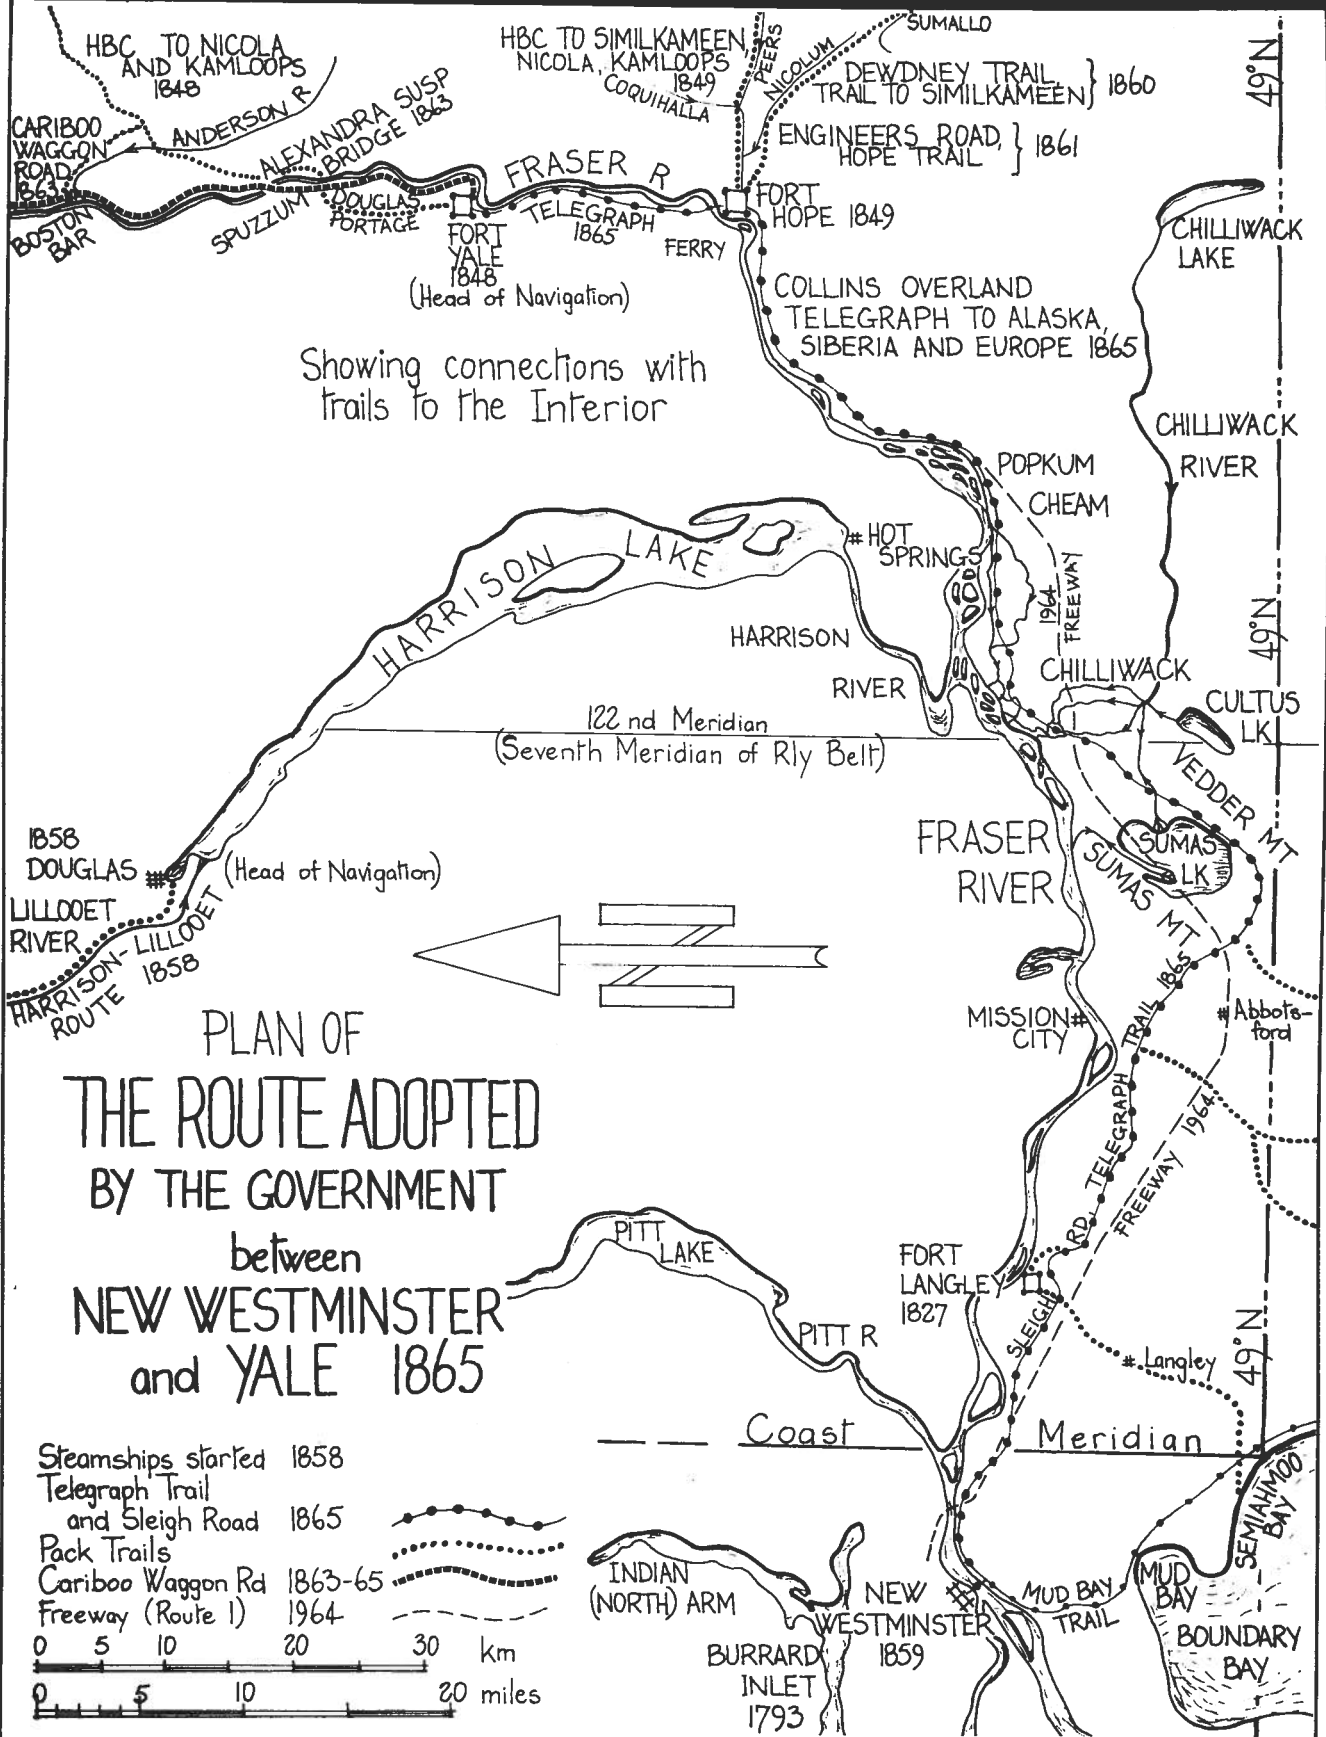 HBC TO NICOLA
AND KAMLOOPS
1848
ANDERSON R
CARIBOO
WAGGON
ROAD
1863
ALEXANDRA SUSP
BRIDGE 1863
BOSTON
BAR
SPUZZUM
DOUGLAS
PORTAGE
FORT
YALE
1848
(Head of Navigation)
FRASER R
TELEGRAPH
1865
FERRY
HBC TO SIMILKAMEEN,
NICOLA, KAMLOOPS
1849
COQUIHALLA
PEERS
NICOLUM
SUMALLO
DEWDNEY TRAIL,
TRAIL TO SIMILKAMEEN } 1860
ENGINEERS ROAD,
HOPE TRAIL } 1861
FORT
HOPE 1849
49°N
CHILLIWACK
LAKE
COLLINS OVERLAND
TELEGRAPH TO ALASKA,
SIBERIA AND EUROPE 1865
Showing connections with
trails to the Interior
CHILLIWACK
RIVER
POPKUM
CHEAM
HOT
SPRINGS
HARRISON LAKE
1964
FREEWAY
49°N
HARRISON
RIVER
CHILLIWACK
CULTUS
LK
122 nd Meridian
(Seventh Meridian of Rly Belt)
VEDDER MT
1858
DOUGLAS
(Head of Navigation)
LILLOOET
RIVER
HARRISON-LILLOOET
ROUTE 1858
FRASER
RIVER
SUMAS
LK
SUMAS MT
N
MISSION
CITY
Abbots-
ford
TELEGRAPH TRAIL 1865
FREEWAY 1964
PLAN OF
THE ROUTE ADOPTED
BY THE GOVERNMENT
between
NEW WESTMINSTER
and YALE 1865
PITT
LAKE
PITT R
FORT
LANGLEY
1827
SLEIGH RD
Langley
49°N
Coast Meridian
SEMIAHMOO
BAY
MUD
BAY
BOUNDARY
BAY
MUD BAY
TRAIL
NEW
WESTMINSTER
1859
INDIAN
(NORTH) ARM
BURRARD
INLET
1793
Steamships started 1858
Telegraph Trail
and Sleigh Road 1865
Pack Trails
Cariboo Waggon Rd 1863-65
Freeway (Route 1) 1964
0 5 10 20 30 km
0 5 10 20 miles